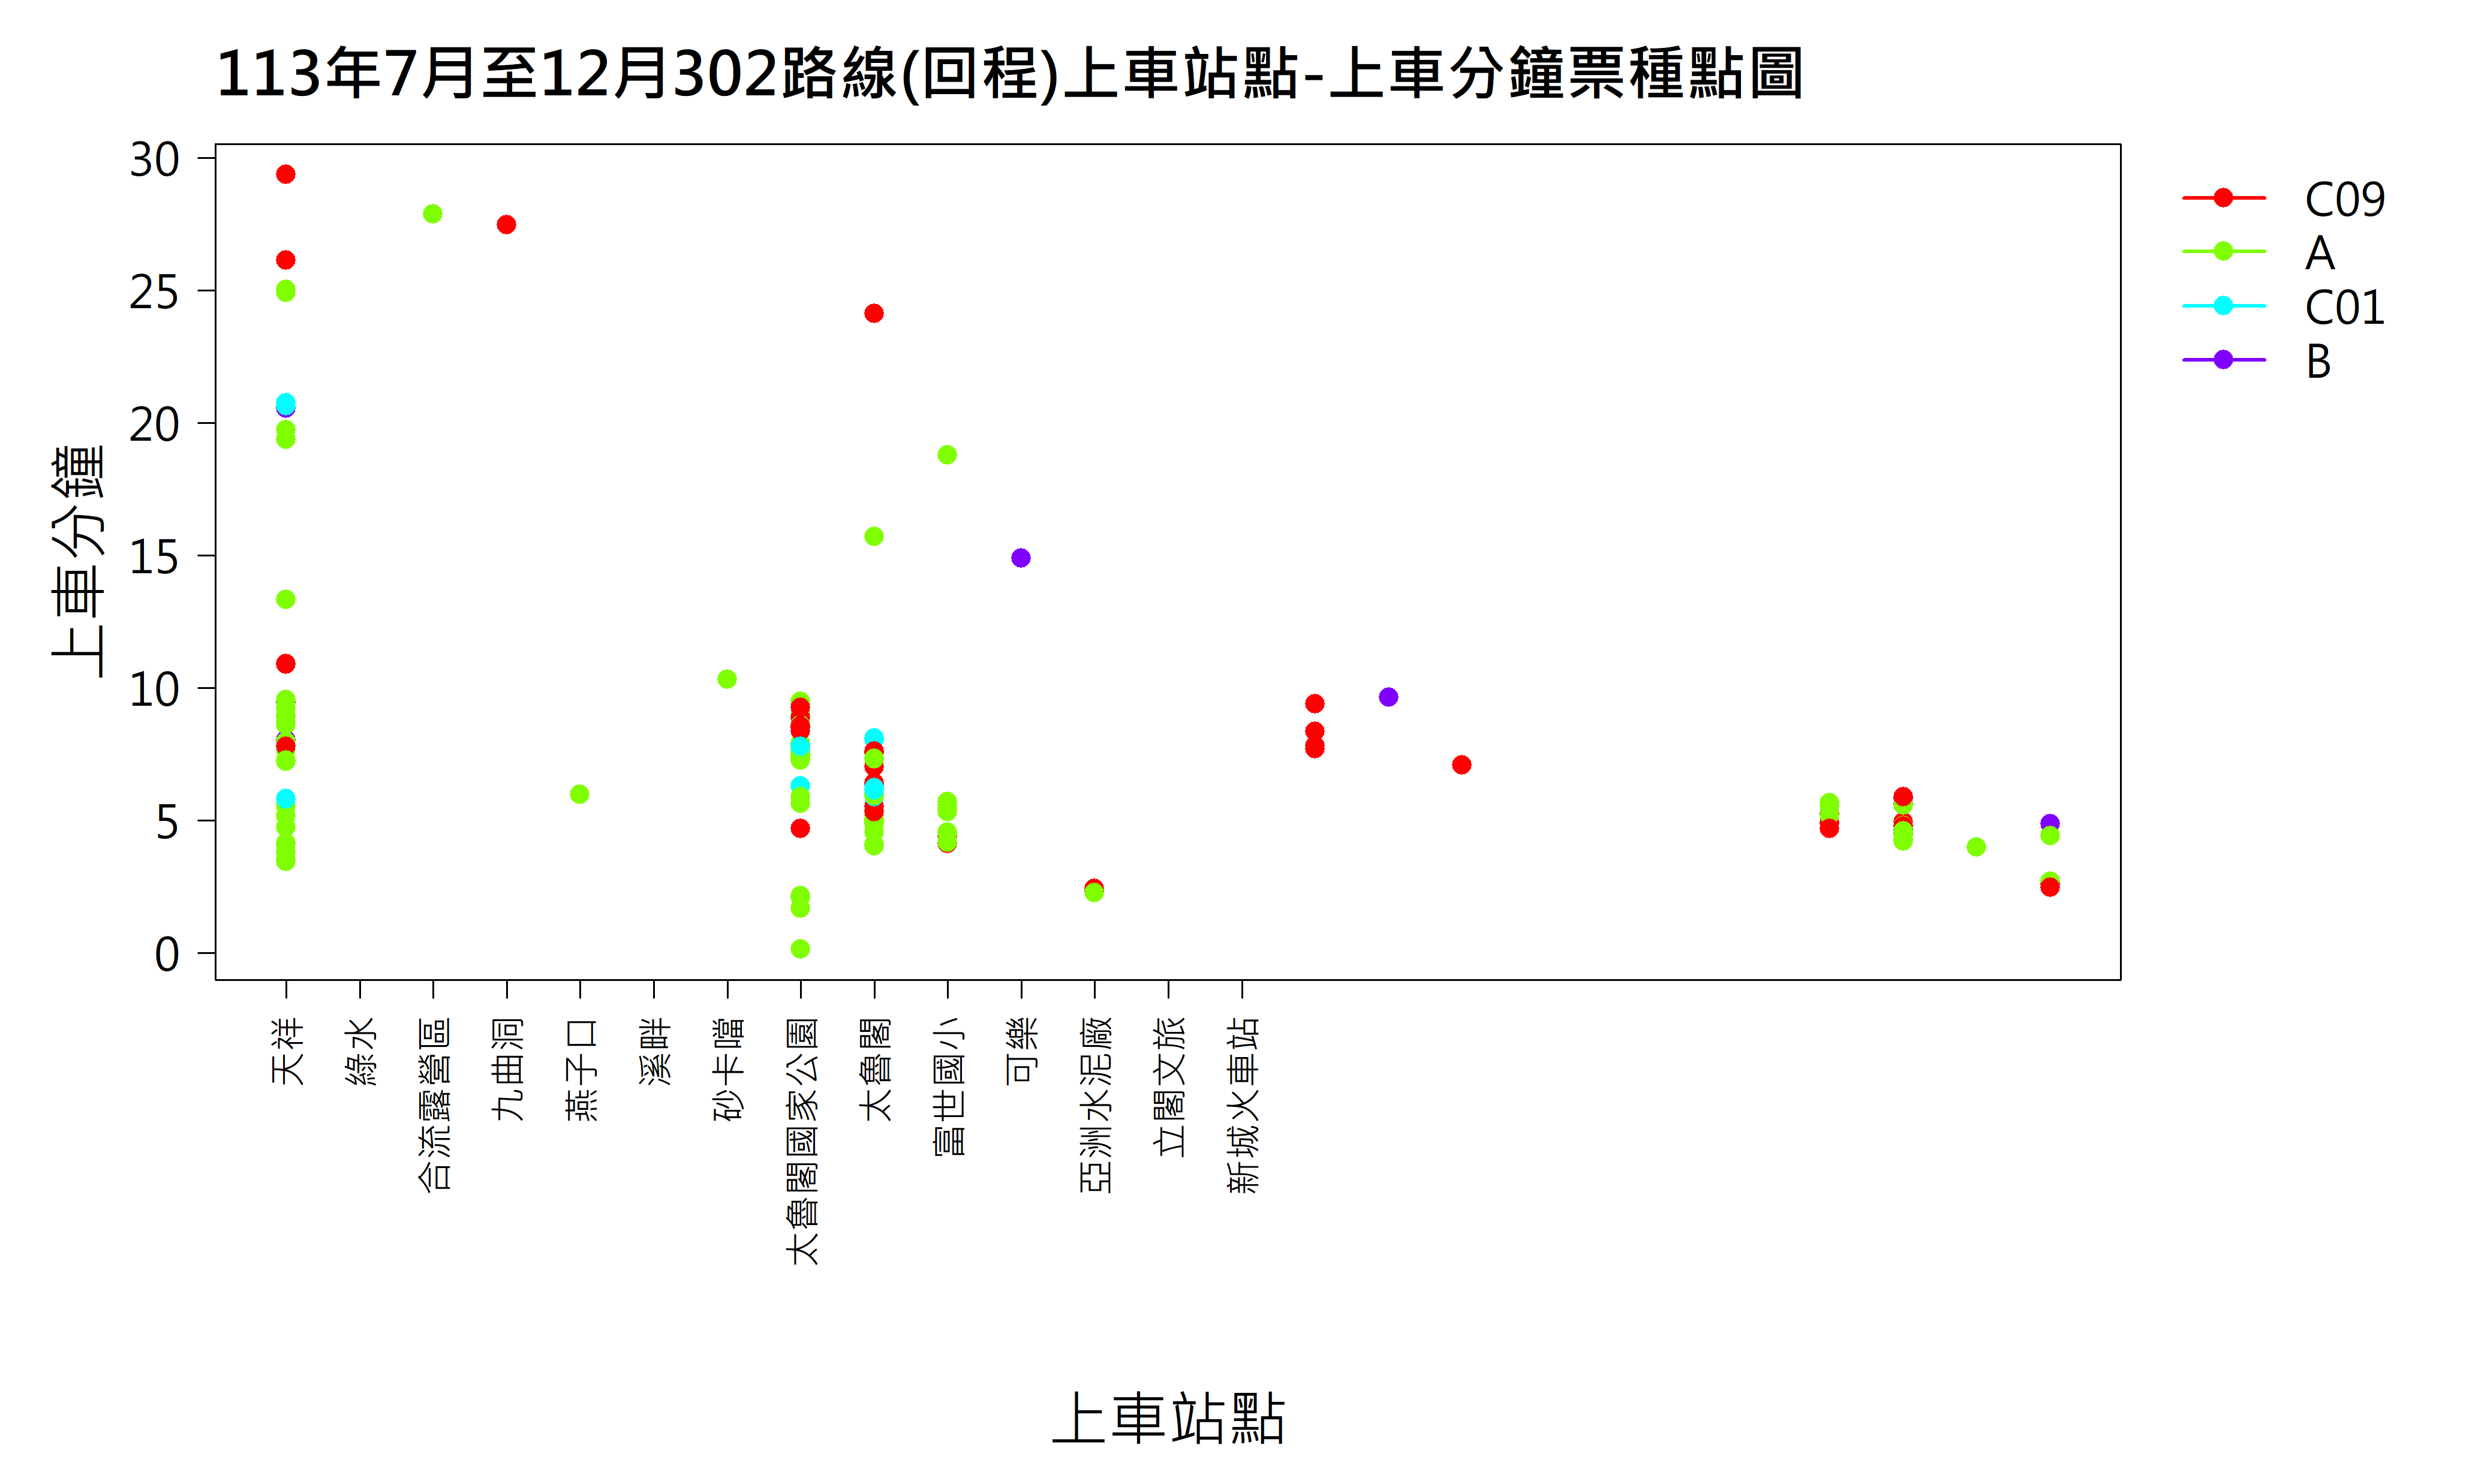 113年7月至12月302路線(回程)上車站點-上車分鐘票種點圖
上車分鐘
30
25
20
15
10
5
0
C09
A
C01
B
天祥
綠水
合流露營區
九曲洞
燕子口
溪畔
砂卡噹
太魯閣國家公園
太魯閣
富世國小
可樂
亞洲水泥廠
立閣文旅
新城火車站
上車站點